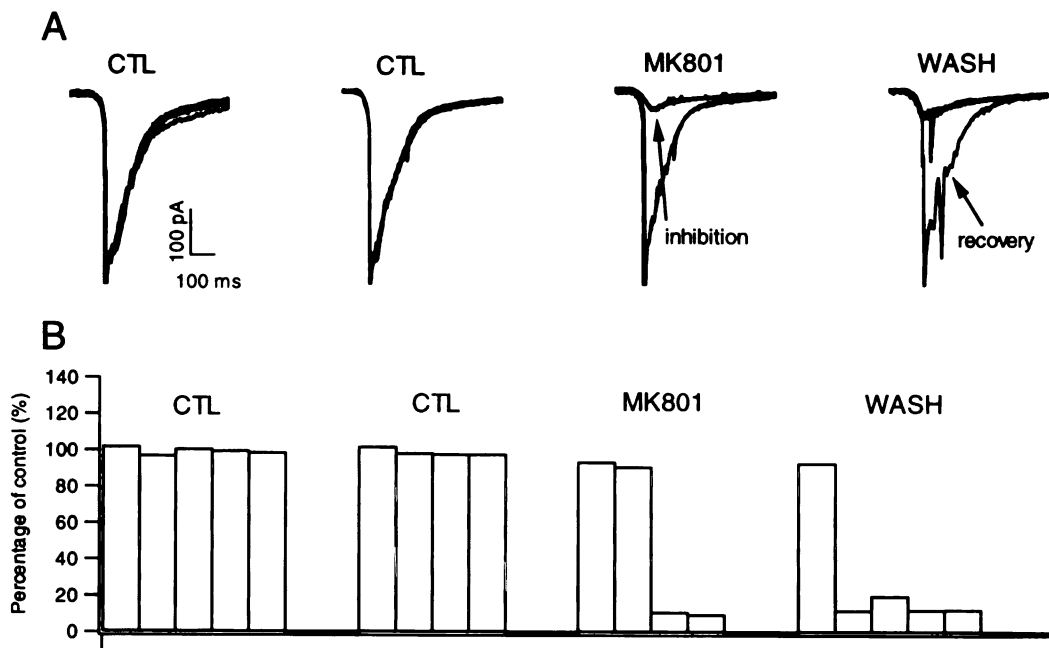 A
CTL
CTL
MK801
WASH
100 pA
100 ms
inhibition
recovery
B
Percentage of control (%)
140
120
100
80
60
40
20
0
CTL
CTL
MK801
WASH